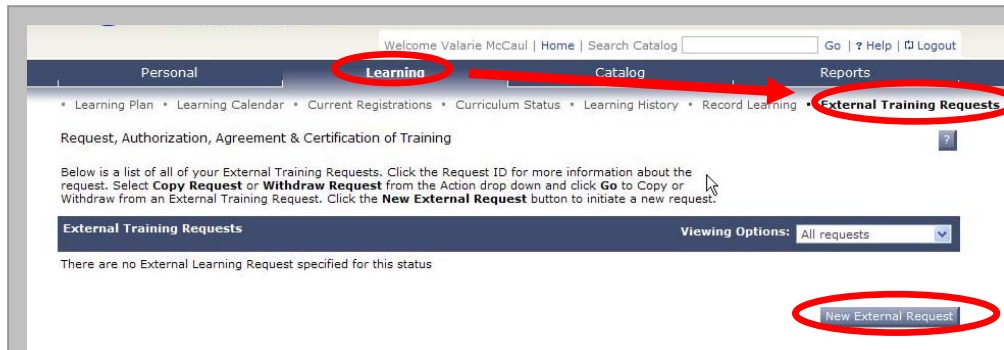 Welcome Valarie McCaul | Home | Search Catalog Go | ? Help | Logout
Personal Learning Catalog Reports
Learning Plan Learning Calendar Current Registrations Curriculum Status Learning History Record Learning External Training Requests
Request, Authorization, Agreement & Certification of Training ?
Below is a list of all of your External Training Requests. Click the Request ID for more information about the
request. Select Copy Request or Withdraw Request from the Action drop down and click Go to Copy or
Withdraw from an External Training Request. Click the New External Request button to initiate a new request.
External Training Requests Viewing Options: All requests
There are no External Learning Request specified for this status
New External Request